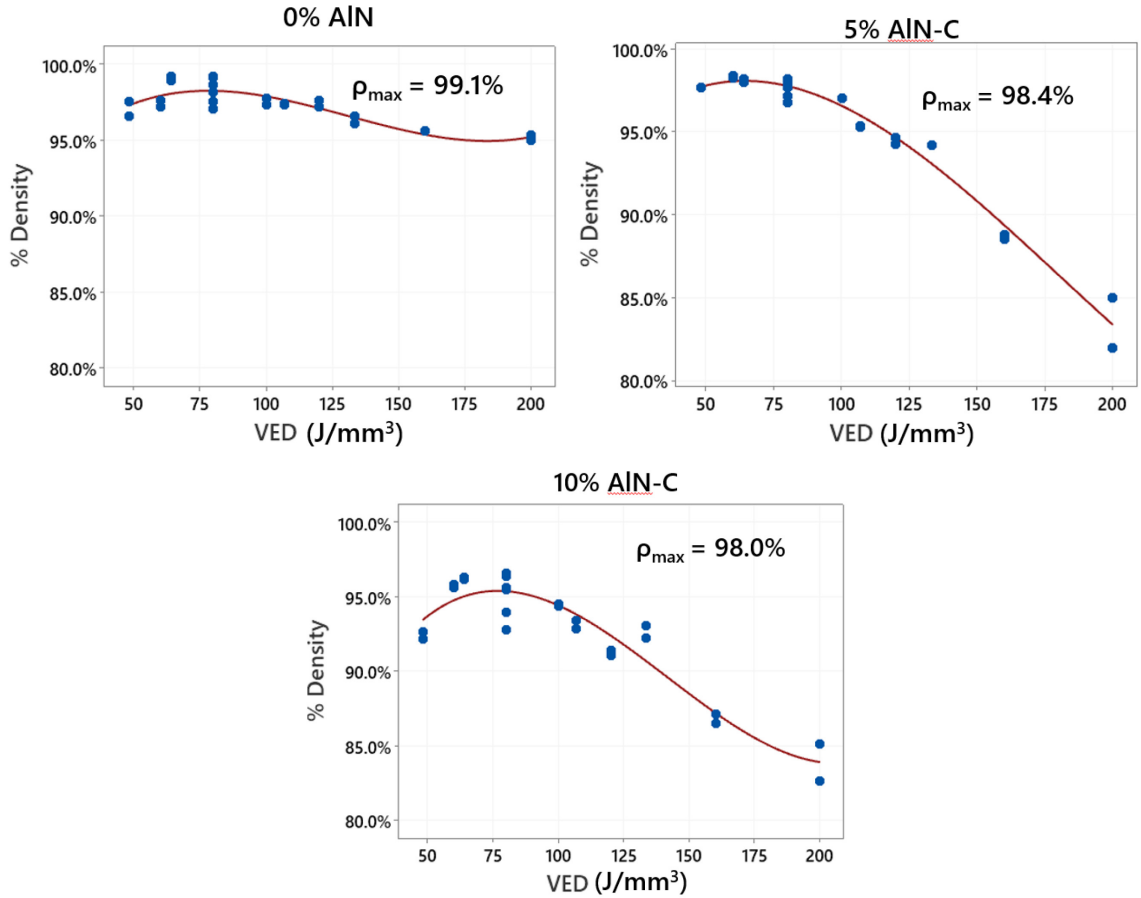 0% AlN
100.0%
95.0%
90.0%
85.0%
80.0%
% Density
ρmax = 99.1%
50 75 100 125 150 175 200
VED (J/mm³)
5% AlN-C
100.0%
95.0%
90.0%
85.0%
80.0%
% Density
ρmax = 98.4%
50 75 100 125 150 175 200
VED (J/mm³)
10% AlN-C
100.0%
95.0%
90.0%
85.0%
80.0%
% Density
ρmax = 98.0%
50 75 100 125 150 175 200
VED (J/mm³)